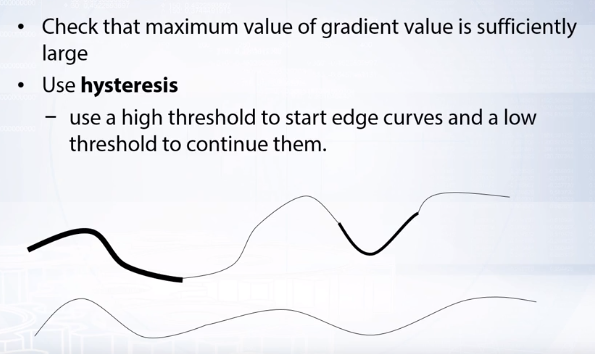 • Check that maximum value of gradient value is sufficiently
large
• Use hysteresis
– use a high threshold to start edge curves and a low
threshold to continue them.